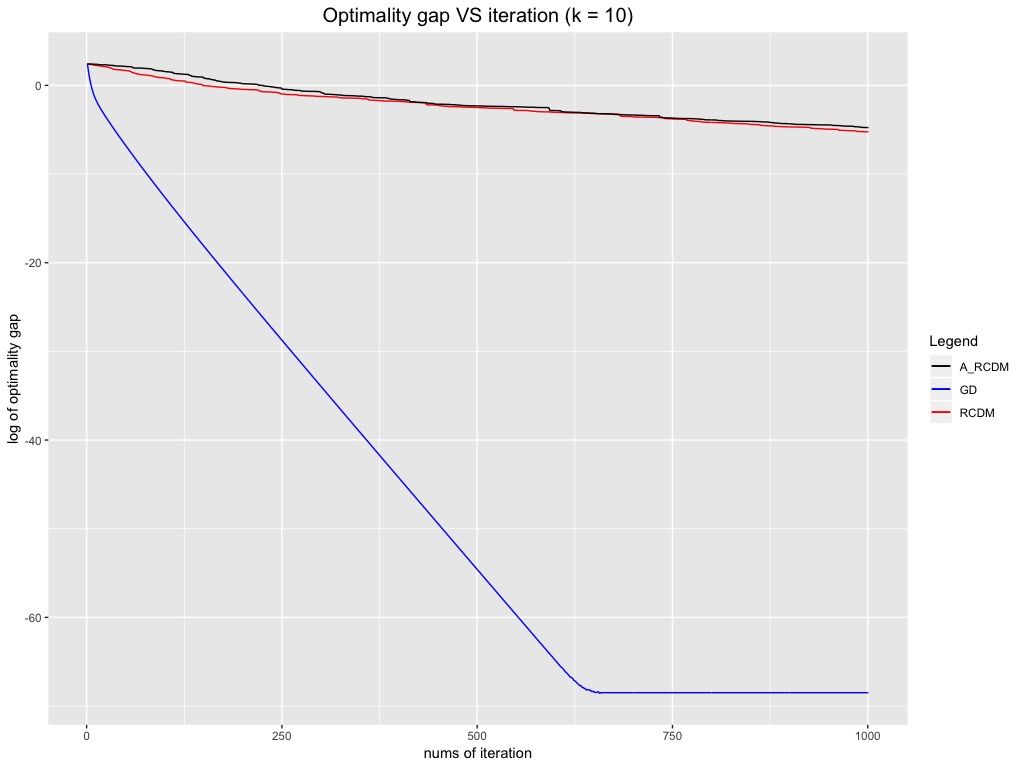 Optimality gap VS iteration (k = 10)
log of optimality gap
0
-20
-40
-60
0
250
500
750
1000
nums of iteration
Legend
A_RCDM
GD
RCDM